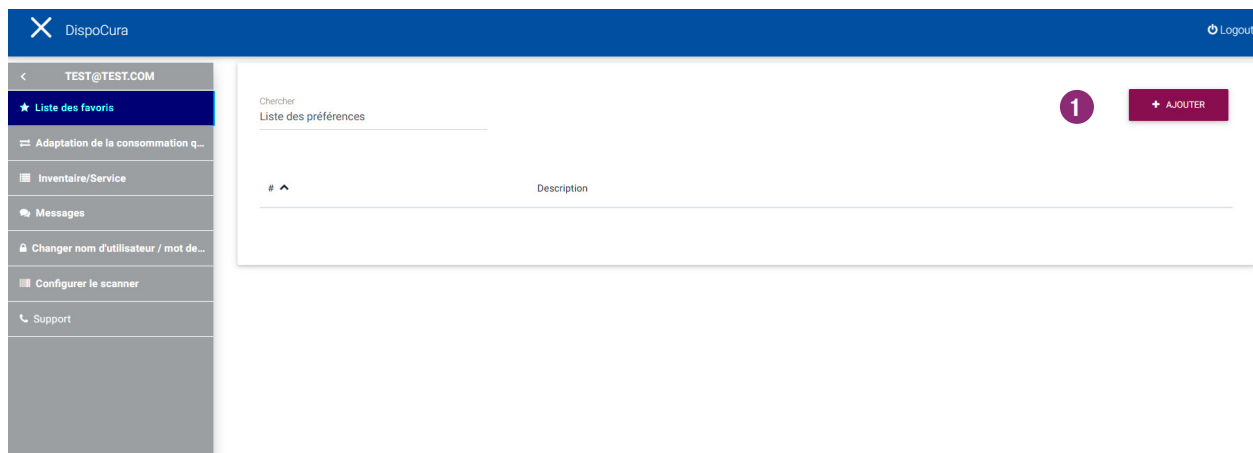 DispoCura
Logout
TEST@TEST.COM
Liste des favoris
Adaptation de la consommation q...
Inventaire/Service
Messages
Changer nom d'utilisateur / mot de...
Configurer le scanner
Support
Chercher
Liste des préférences
1
+ AJOUTER
#
Description